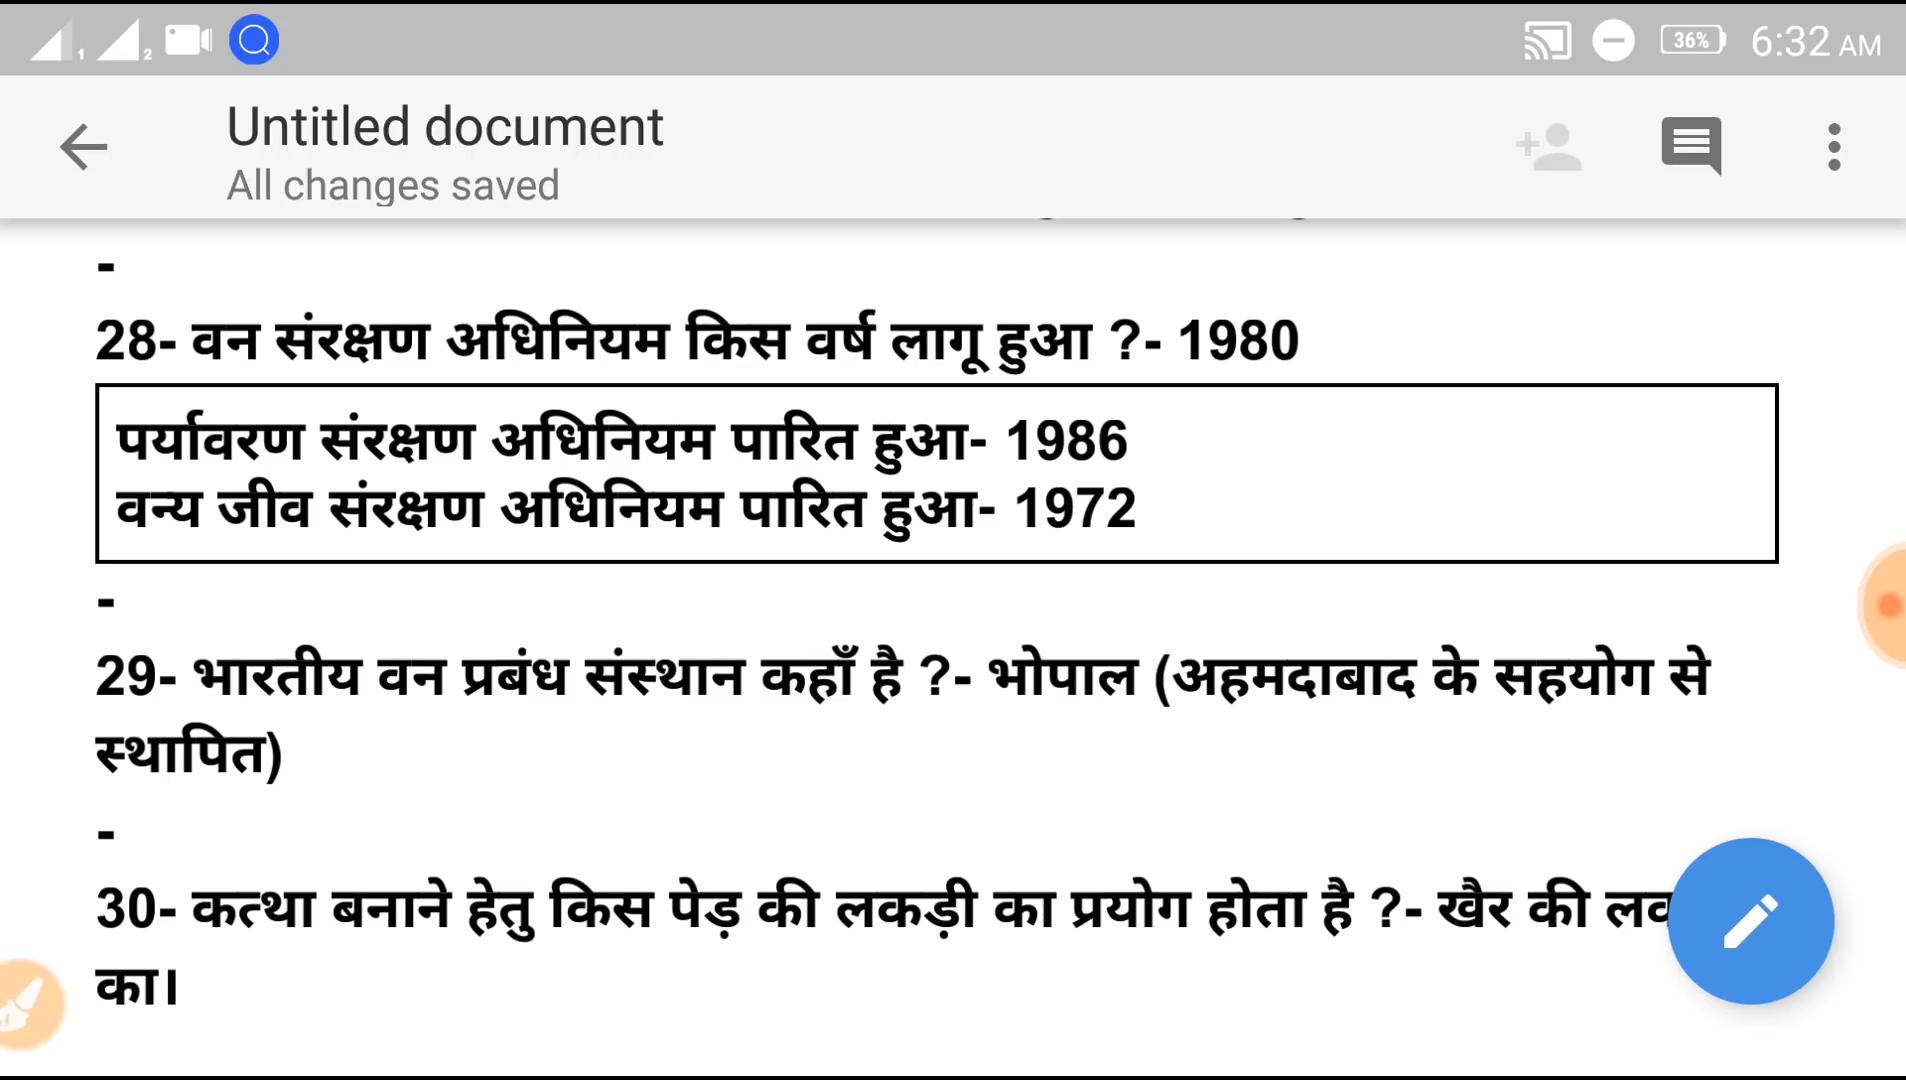 1 2 36% 6:32 AM
Untitled document
All changes saved
-
28- वन संरक्षण अधिनियम किस वर्ष लागू हुआ ?- 1980
पर्यावरण संरक्षण अधिनियम पारित हुआ- 1986
वन्य जीव संरक्षण अधिनियम पारित हुआ- 1972
-
29- भारतीय वन प्रबंध संस्थान कहाँ है ?- भोपाल (अहमदाबाद के सहयोग से
स्थापित)
-
30- कत्था बनाने हेतु किस पेड़ की लकड़ी का प्रयोग होता है ?- खैर की
का।